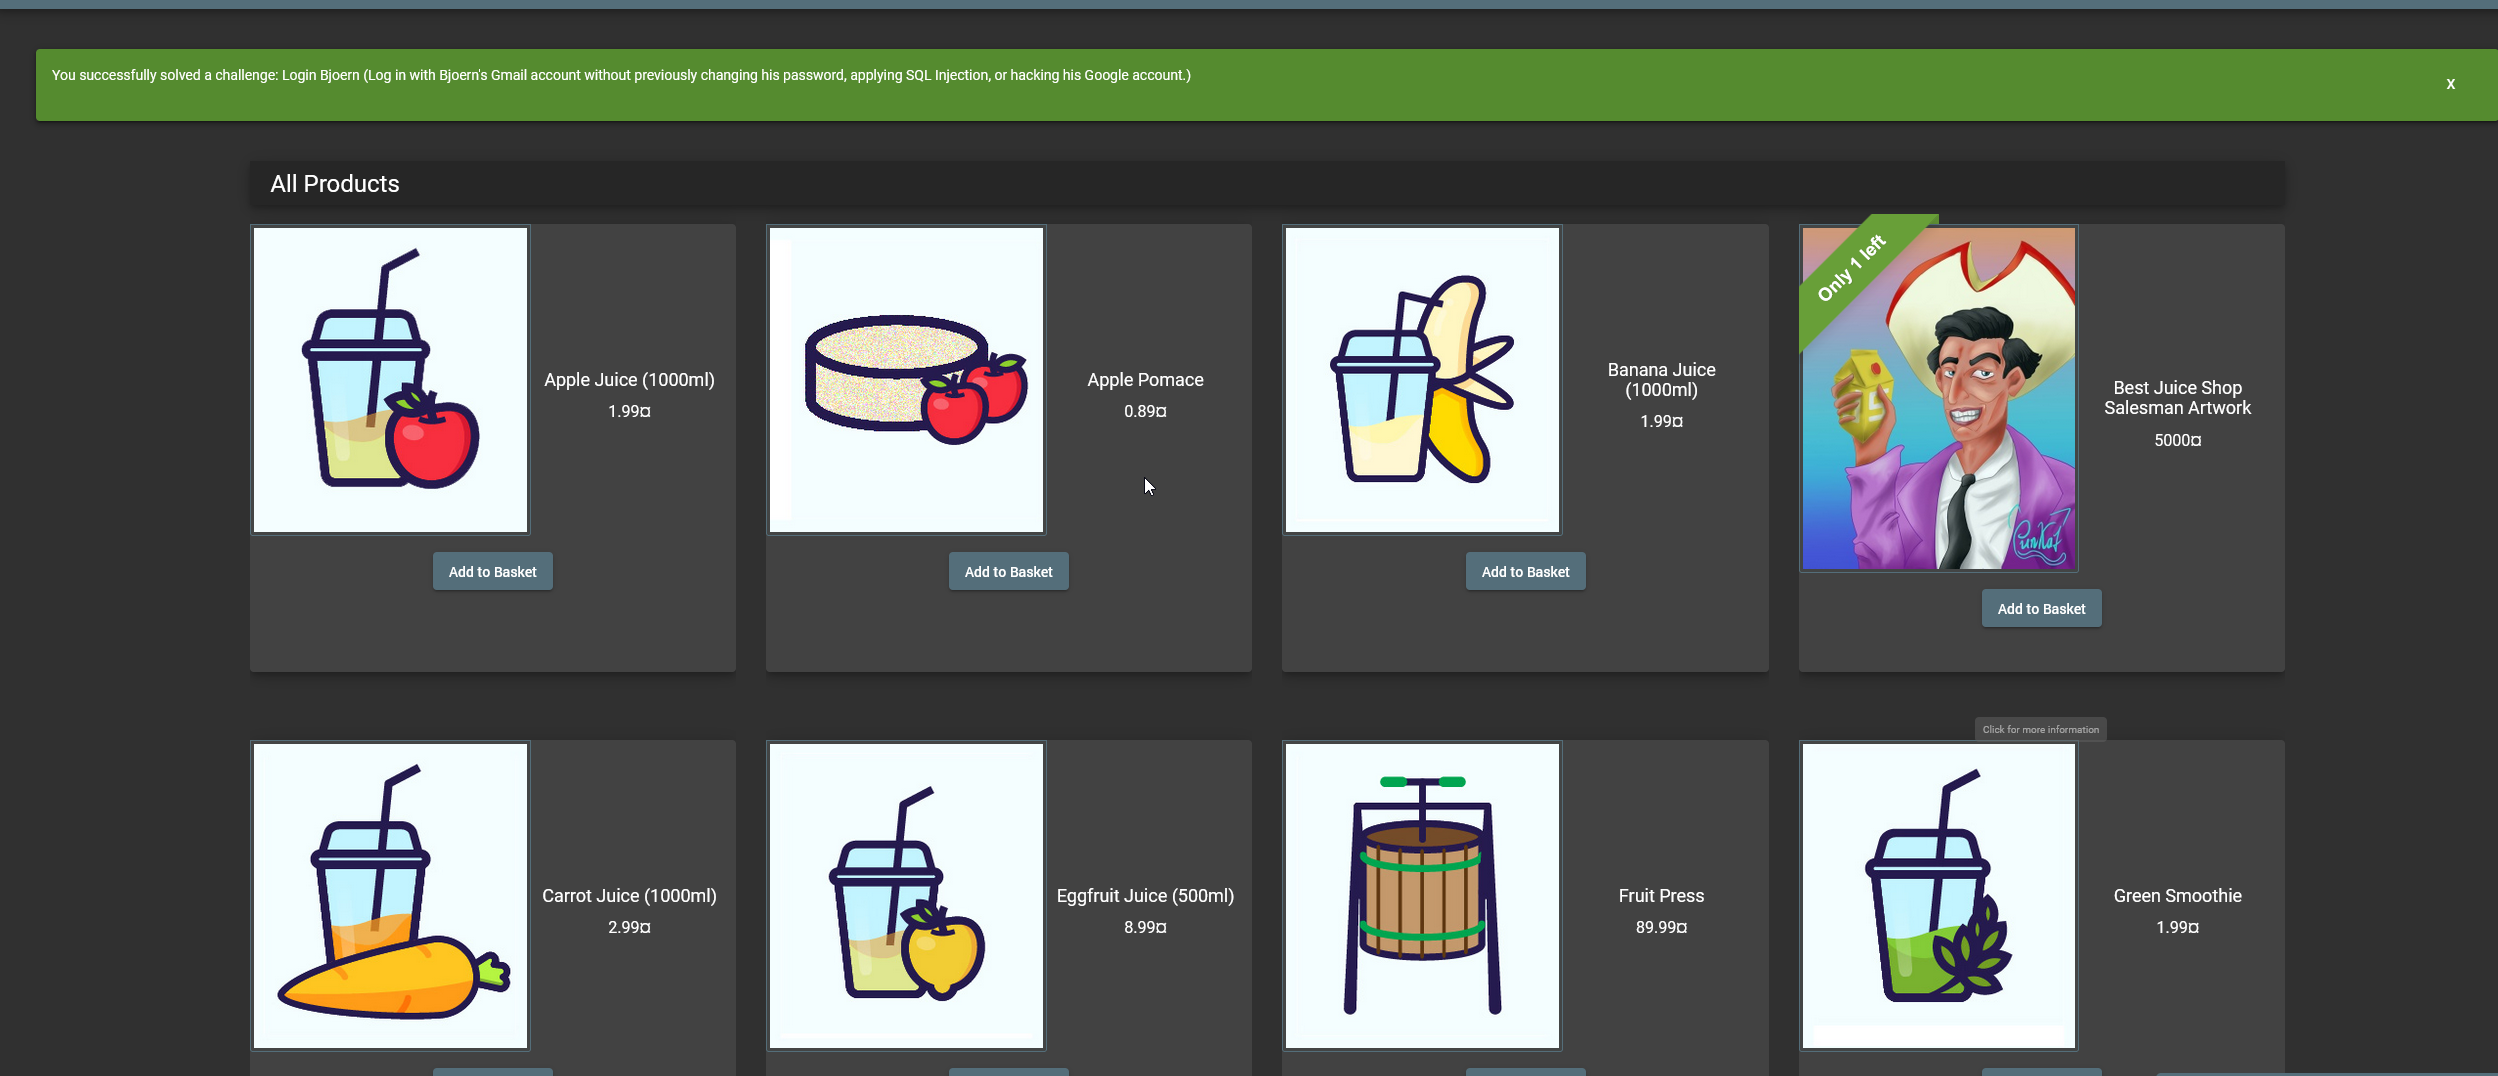 You successfully solved a challenge: Login Bjoern (Log in with Bjoern's Gmail account without previously changing his password, applying SQL Injection, or hacking his Google account.)
X
All Products
Only 1 left
Apple Juice (1000ml)
1.99¤
Add to Basket
Apple Pomace
0.89¤
Add to Basket
Banana Juice
(1000ml)
1.99¤
Add to Basket
Best Juice Shop
Salesman Artwork
5000¤
Add to Basket
Click for more information
Carrot Juice (1000ml)
2.99¤
Eggfruit Juice (500ml)
8.99¤
Fruit Press
89.99¤
Green Smoothie
1.99¤